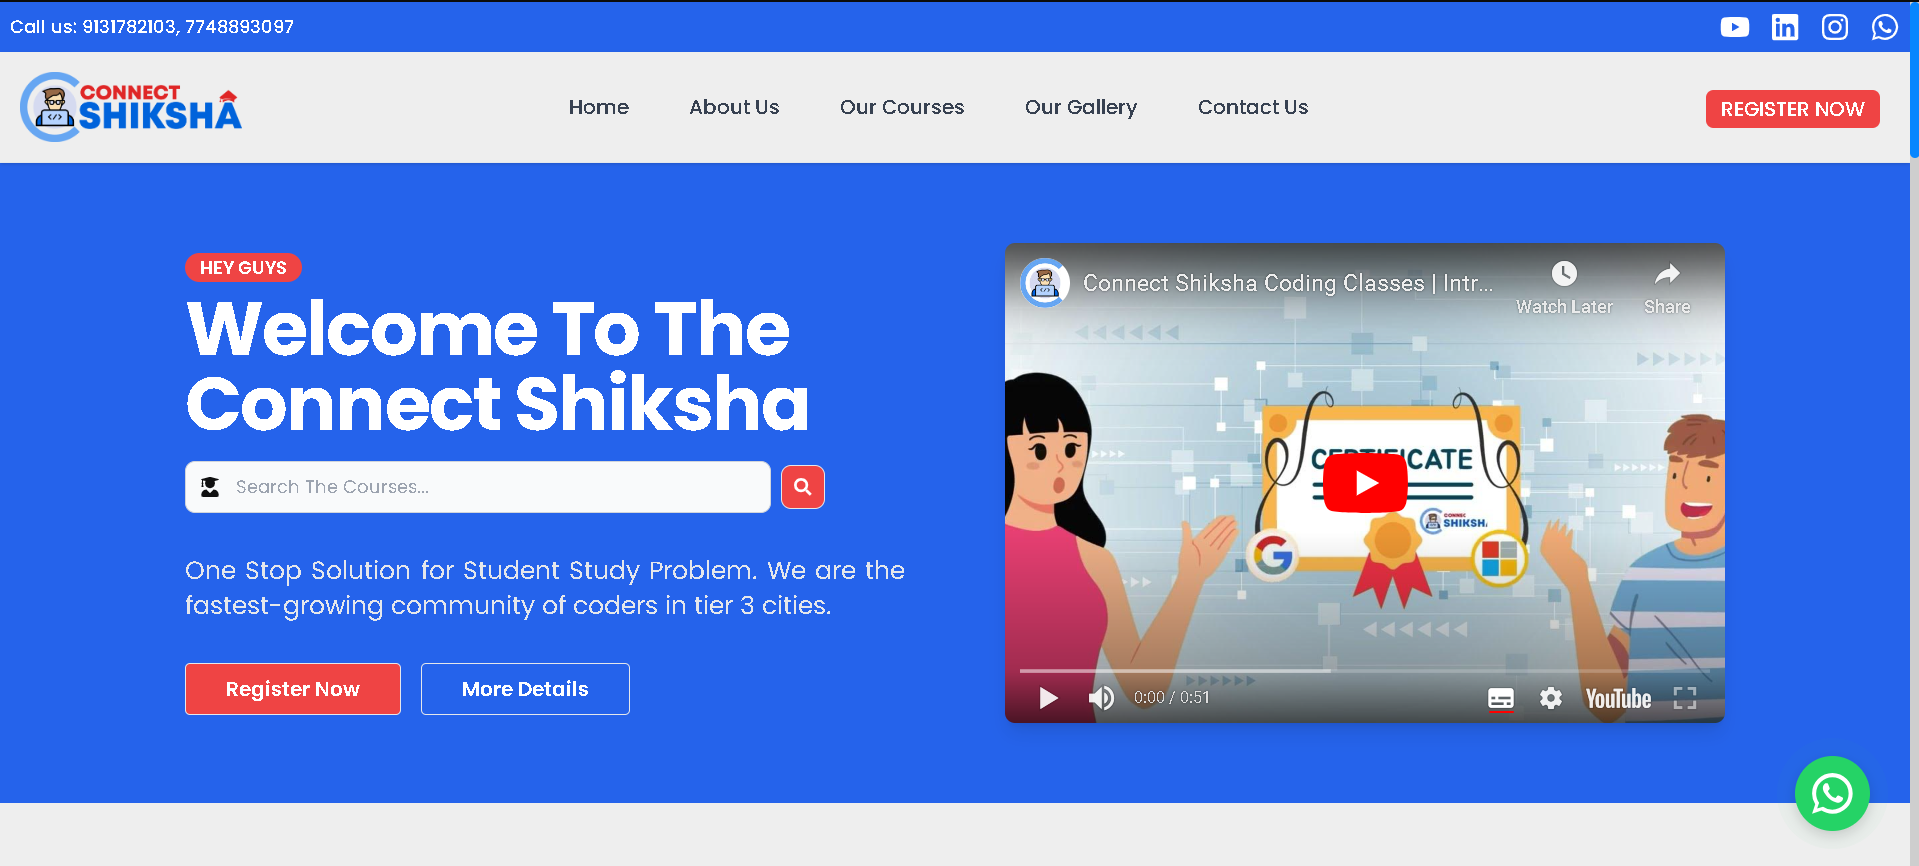 Call us: 9131782103, 7748893097
CONNECT
SHIKSHA
Home
About Us
Our Courses
Our Gallery
Contact Us
REGISTER NOW
HEY GUYS
Welcome To The
Connect Shiksha
Search The Courses...
One Stop Solution for Student Study Problem. We are the
fastest-growing community of coders in tier 3 cities.
Register Now
More Details
Connect Shiksha Coding Classes | Intr...
Watch Later
Share
SHIKSH
0:00 / 0:51
YouTube